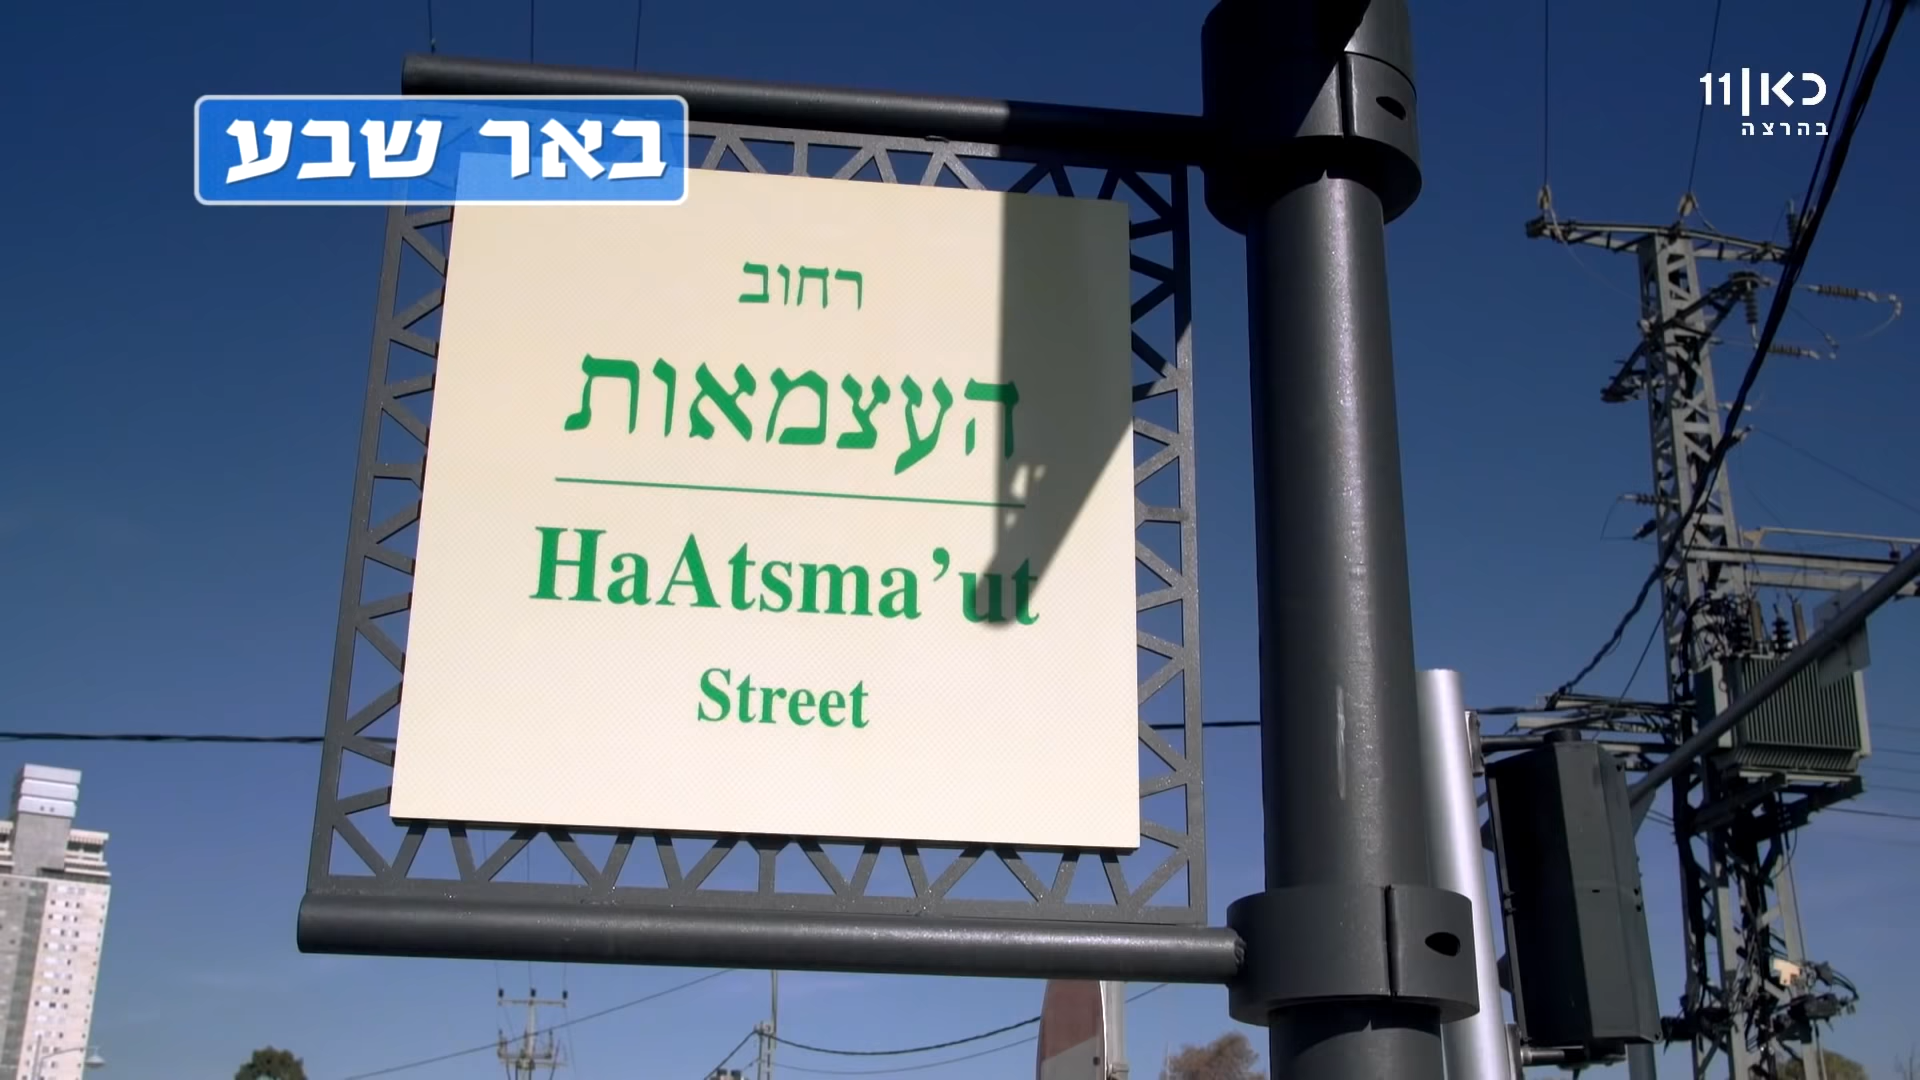 באר שבע
כאן 11
בהרצה
רחוב
העצמאות
HaAtsma’ut
Street